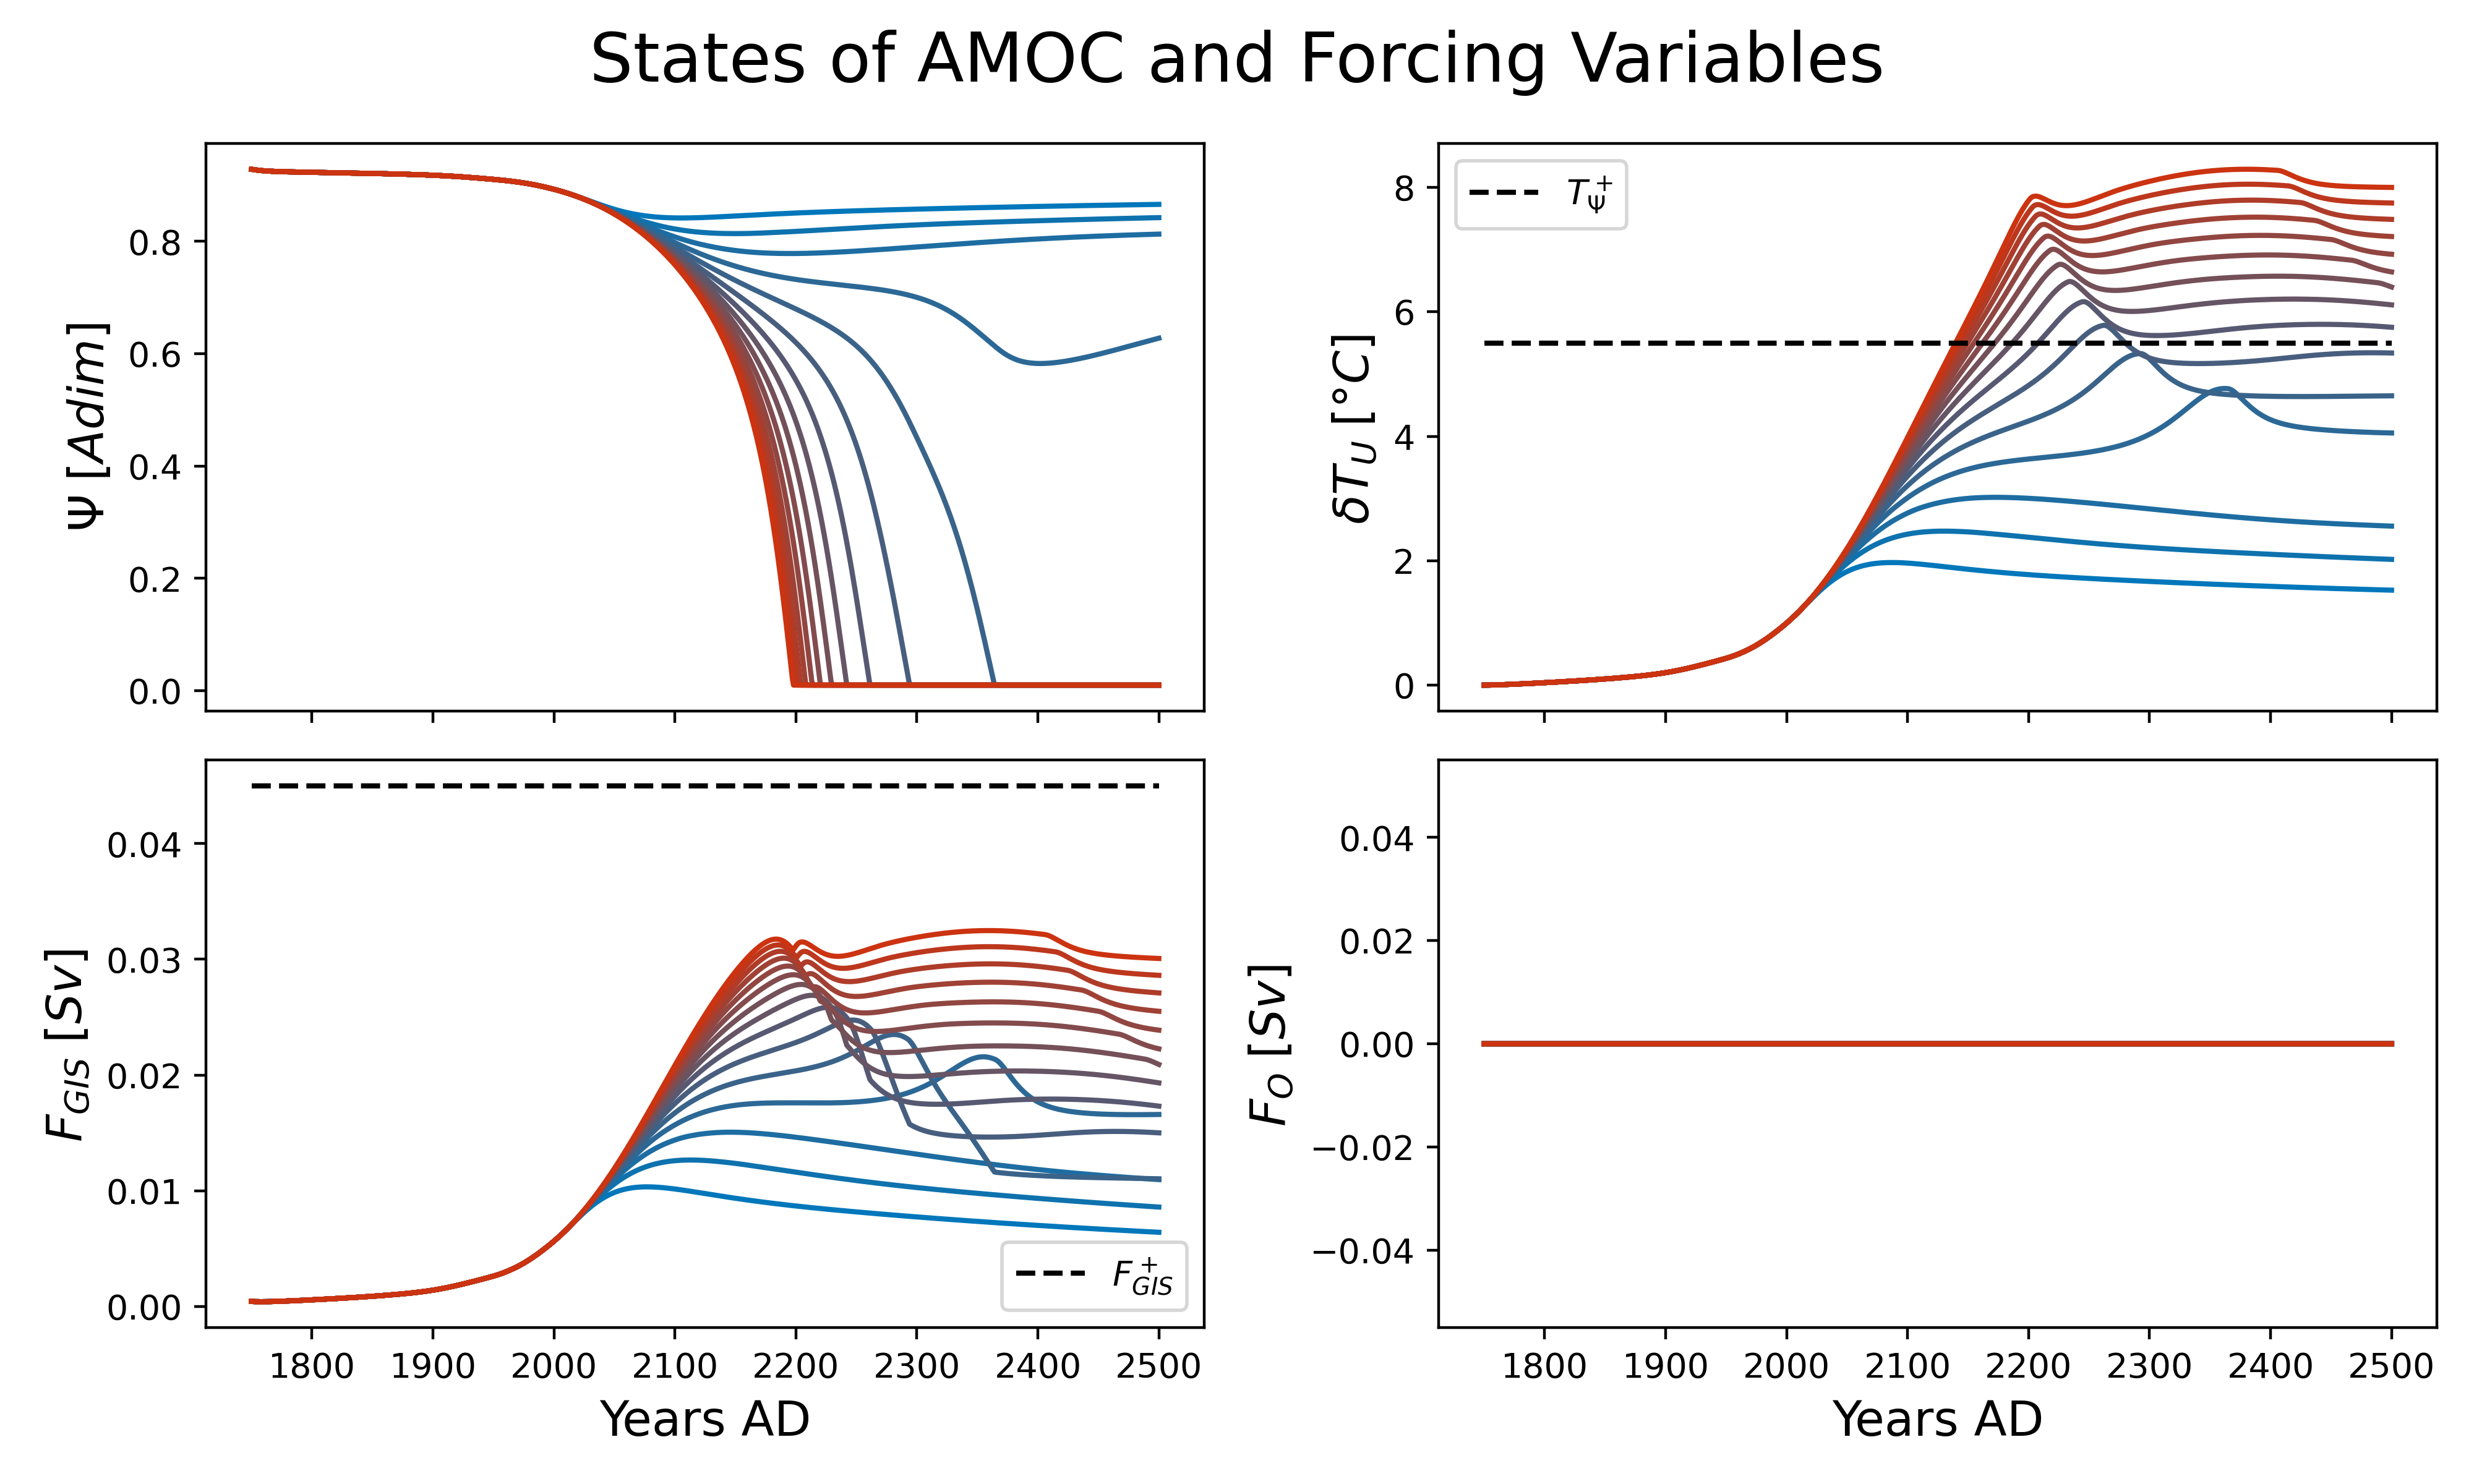 States of AMOC and Forcing Variables
Ψ [Adim]
0.8
0.6
0.4
0.2
0.0
δT_U [°C]
8
6
4
2
0
T_Ψ^+
F_GIS [Sv]
0.04
0.03
0.02
0.01
0.00
F_GIS^+
1800 1900 2000 2100 2200 2300 2400 2500
Years AD
F_O [Sv]
0.04
0.02
0.00
−0.02
−0.04
1800 1900 2000 2100 2200 2300 2400 2500
Years AD